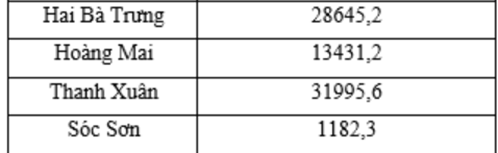 Hai Bà Trưng 28645,2
Hoàng Mai 13431,2
Thanh Xuân 31995,6
Sóc Sơn 1182,3